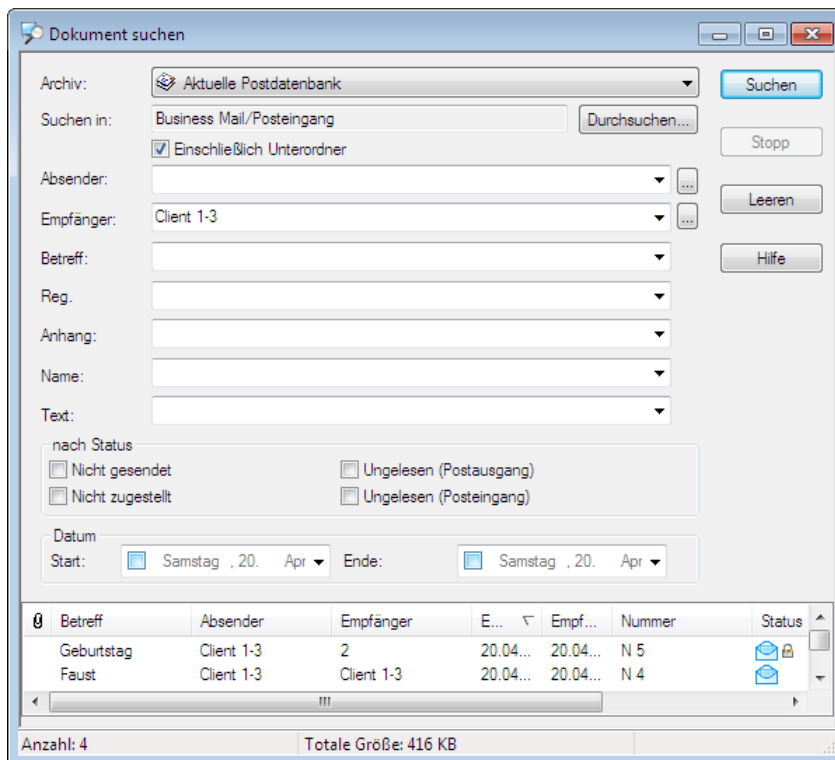 Dokument suchen
Archiv: Aktuelle Postdatenbank Suchen
Suchen in: Business Mail/Posteingang Durchsuchen...
Einschließlich Unterordner Stopp
Absender: ...
Empfänger: Client 1-3 ... Leeren
Betreff: Hilfe
Reg.
Anhang:
Name:
Text:
nach Status
Nicht gesendet Ungelesen (Postausgang)
Nicht zugestellt Ungelesen (Posteingang)
Datum
Start: Samstag , 20. Apr Ende: Samstag , 20. Apr
Betreff Absender Empfänger E... Empf... Nummer Status
Geburtstag Client 1-3 2 20.04... 20.04... N 5
Faust Client 1-3 Client 1-3 20.04... 20.04... N 4
Anzahl: 4 Totale Größe: 416 KB